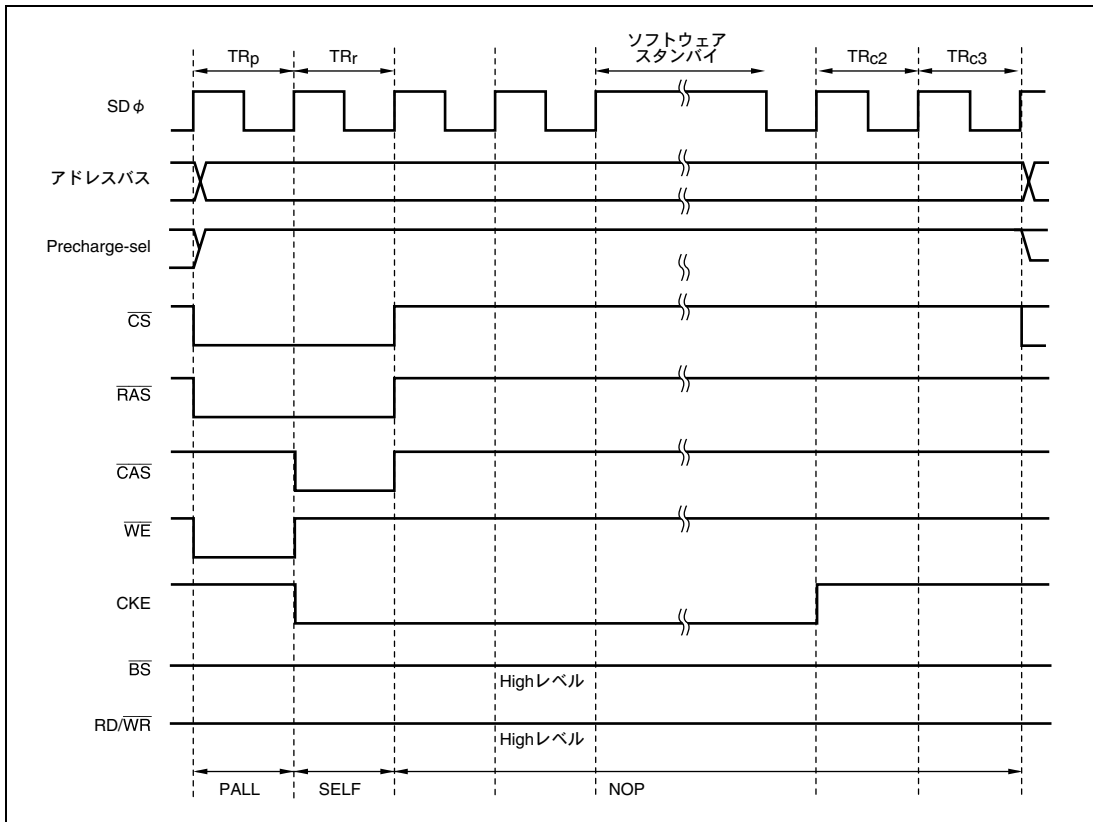 ソフトウェア
スタンバイ
TRp TRr TRc2 TRc3
SDφ
アドレスバス
Precharge-sel
CS
RAS
CAS
WE
CKE
BS
Highレベル
RD/WR
Highレベル
PALL SELF NOP